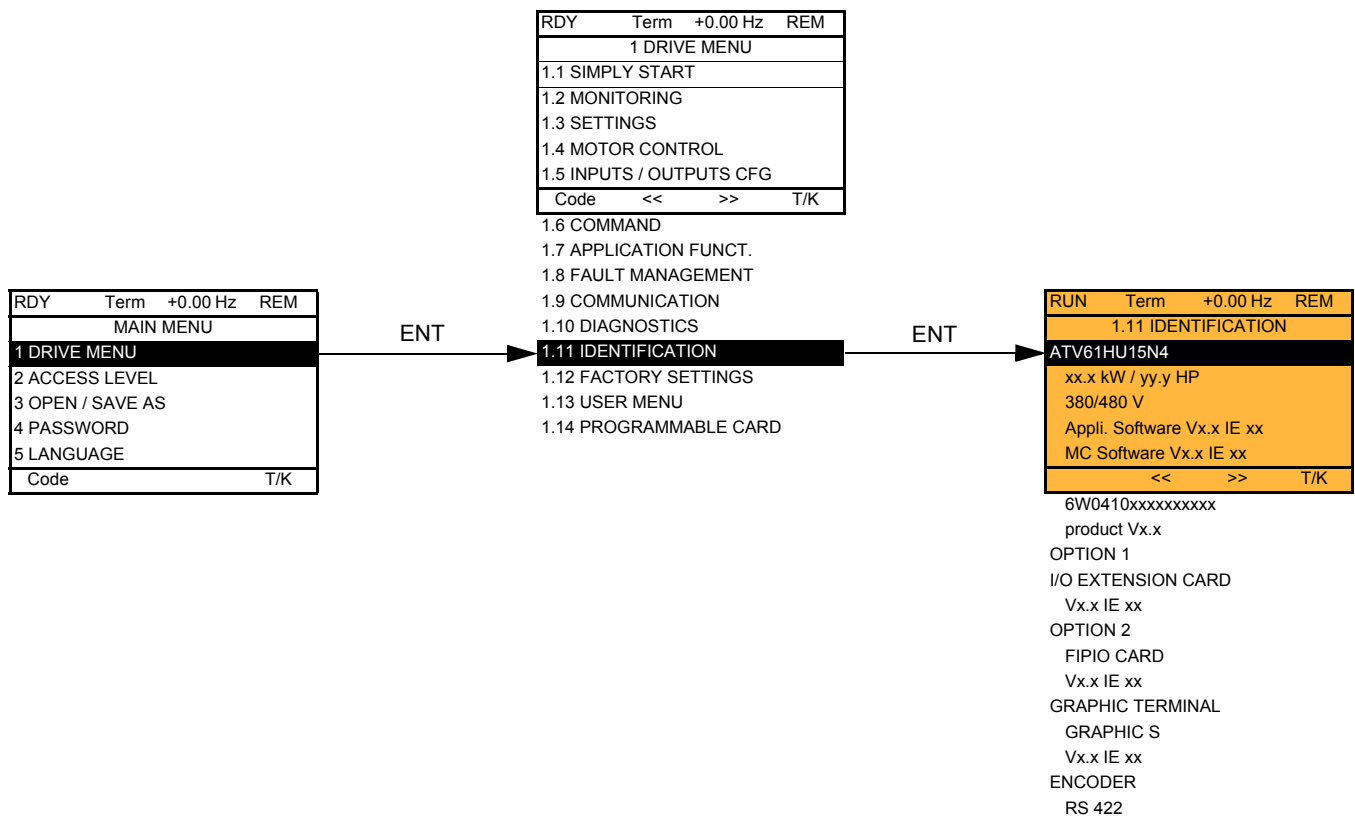 RDY Term +0.00 Hz REM
MAIN MENU
1 DRIVE MENU
2 ACCESS LEVEL
3 OPEN / SAVE AS
4 PASSWORD
5 LANGUAGE
Code T/K
ENT
RDY Term +0.00 Hz REM
1 DRIVE MENU
1.1 SIMPLY START
1.2 MONITORING
1.3 SETTINGS
1.4 MOTOR CONTROL
1.5 INPUTS / OUTPUTS CFG
Code << >> T/K
1.6 COMMAND
1.7 APPLICATION FUNCT.
1.8 FAULT MANAGEMENT
1.9 COMMUNICATION
1.10 DIAGNOSTICS
1.11 IDENTIFICATION
1.12 FACTORY SETTINGS
1.13 USER MENU
1.14 PROGRAMMABLE CARD
ENT
RUN Term +0.00 Hz REM
1.11 IDENTIFICATION
ATV61HU15N4
xx.x kW / yy.y HP
380/480 V
Appli. Software Vx.x IE xx
MC Software Vx.x IE xx
<< >> T/K
6W0410xxxxxxxxxx
product Vx.x
OPTION 1
I/O EXTENSION CARD
Vx.x IE xx
OPTION 2
FIPIO CARD
Vx.x IE xx
GRAPHIC TERMINAL
GRAPHIC S
Vx.x IE xx
ENCODER
RS 422